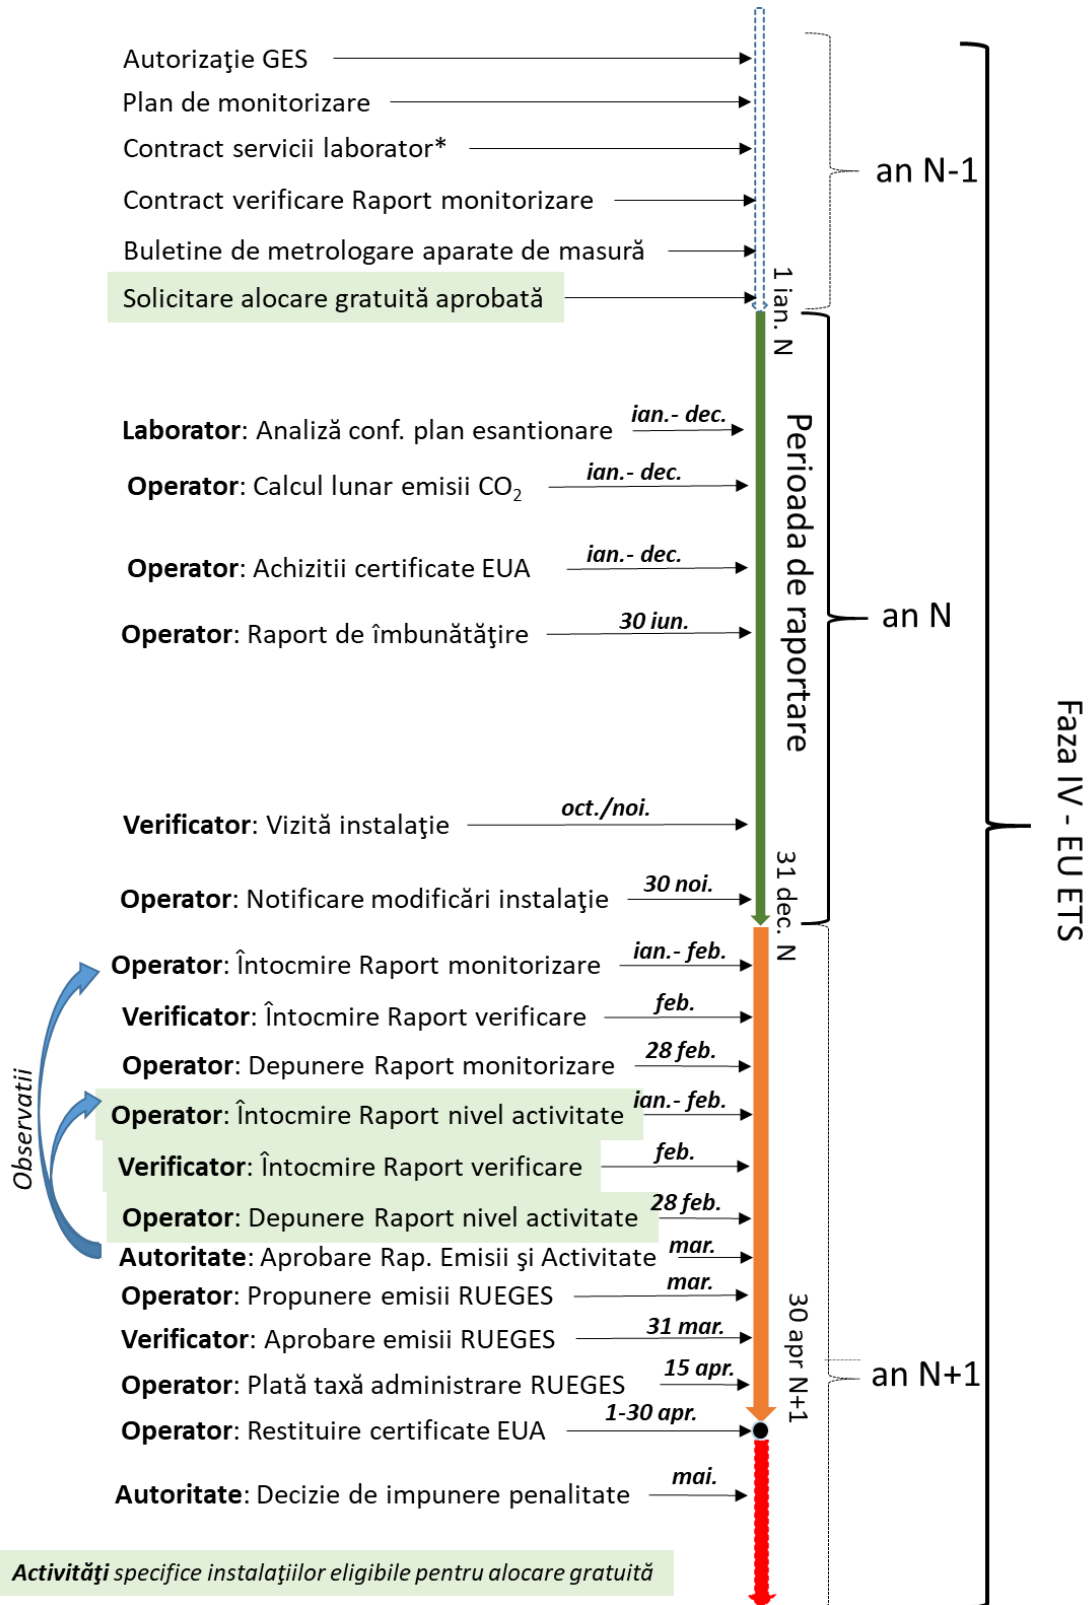 Autorizaţie GES
Plan de monitorizare
Contract servicii laborator*
an N-1
Contract verificare Raport monitorizare
Buletine de metrologare aparate de masură
Solicitare alocare gratuită aprobată
1 ian. N
Laborator: Analiză conf. plan esantionare ian.- dec.
Operator: Calcul lunar emisii CO2 ian.- dec.
Operator: Achizitii certificate EUA ian.- dec.
Operator: Raport de îmbunătăţire 30 iun.
Perioada de raportare
an N
Faza IV - EU ETS
Verificator: Vizită instalaţie oct./noi.
Operator: Notificare modificări instalaţie 30 noi.
31 dec. N
Operator: Întocmire Raport monitorizare ian.- feb.
Verificator: Întocmire Raport verificare feb.
Operator: Depunere Raport monitorizare 28 feb.
Observatii
Operator: Întocmire Raport nivel activitate ian.- feb.
Verificator: Întocmire Raport verificare feb.
Operator: Depunere Raport nivel activitate 28 feb.
Autoritate: Aprobare Rap. Emisii şi Activitate mar.
Operator: Propunere emisii RUEGES mar.
Verificator: Aprobare emisii RUEGES 31 mar.
30 apr N+1
an N+1
Operator: Plată taxă administrare RUEGES 15 apr.
Operator: Restituire certificate EUA 1-30 apr.
Autoritate: Decizie de impunere penalitate mai.
Activităţi specifice instalaţiilor eligibile pentru alocare gratuită